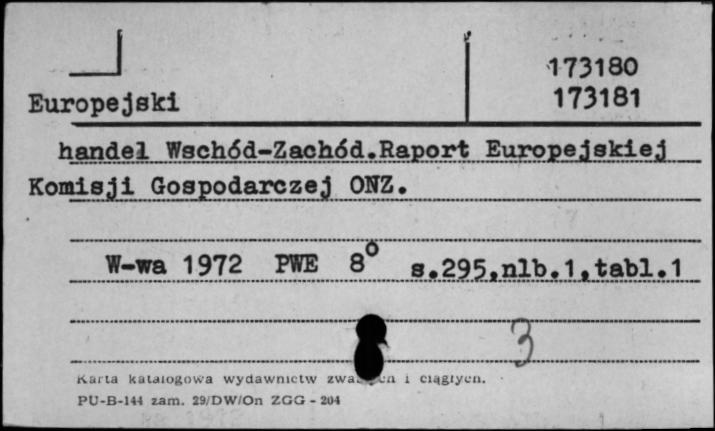 173180
Europejski 173181
handel Wschód-Zachód.Raport Europejskiej
Komisji Gospodarczej ONZ.
W-wa 1972 PWE 8° s.295,nlb.1,tabl.1
3
Karta katalogowa wydawnictw i ciągłych.
PU-B-144 zam. 29/DW/On ZGG - 204